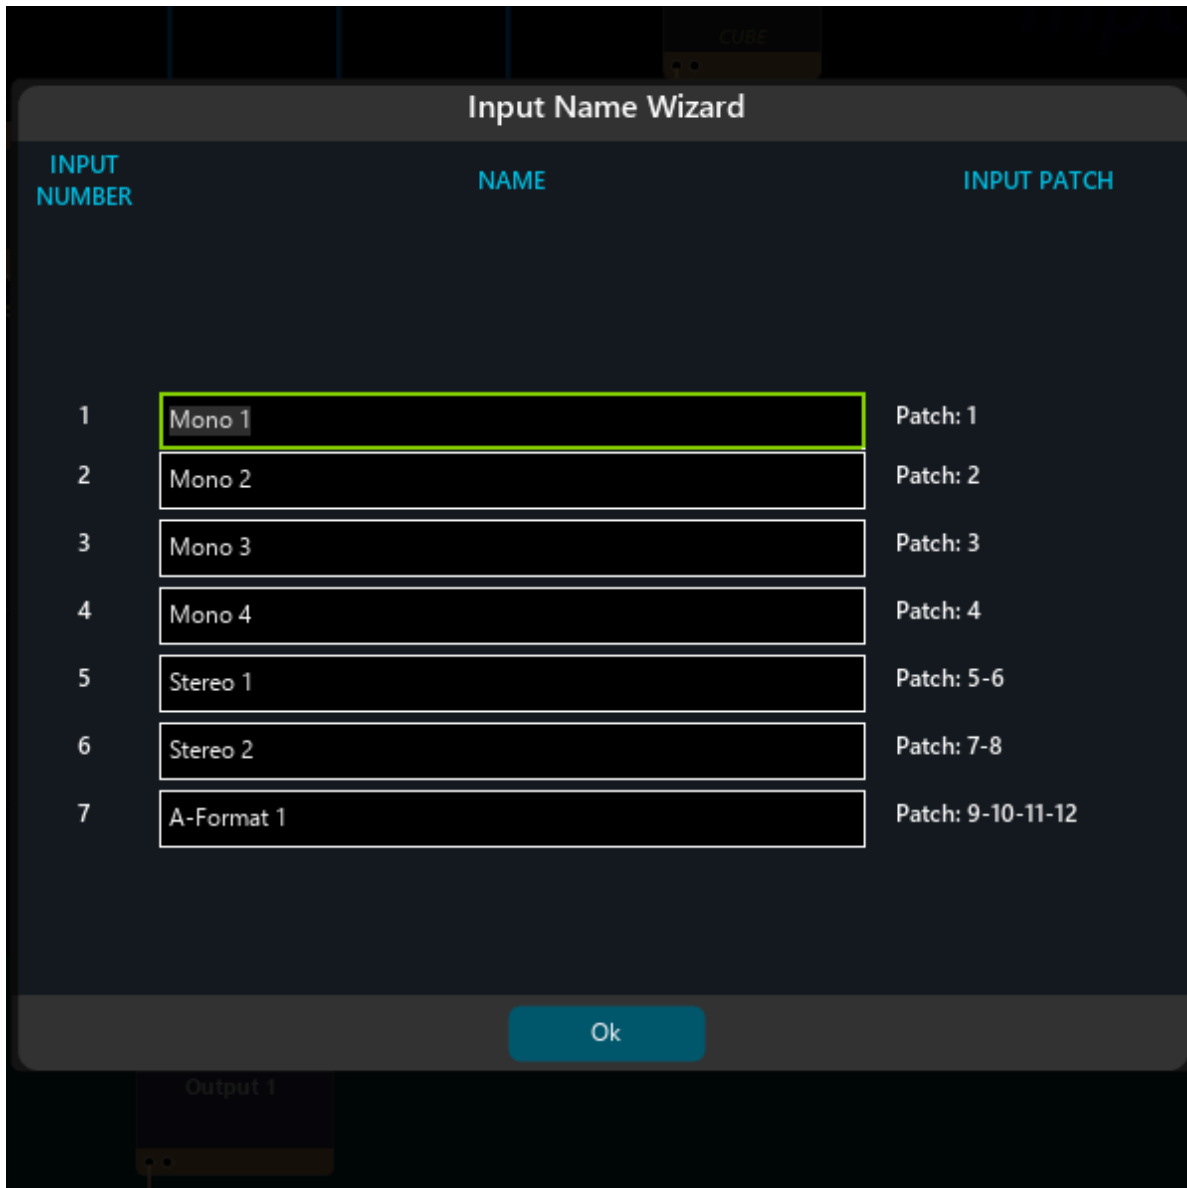 CUBE
Input Name Wizard
INPUT NUMBER
NAME
INPUT PATCH
1
Mono 1
Patch: 1
2
Mono 2
Patch: 2
3
Mono 3
Patch: 3
4
Mono 4
Patch: 4
5
Stereo 1
Patch: 5-6
6
Stereo 2
Patch: 7-8
7
A-Format 1
Patch: 9-10-11-12
Ok
Output 1